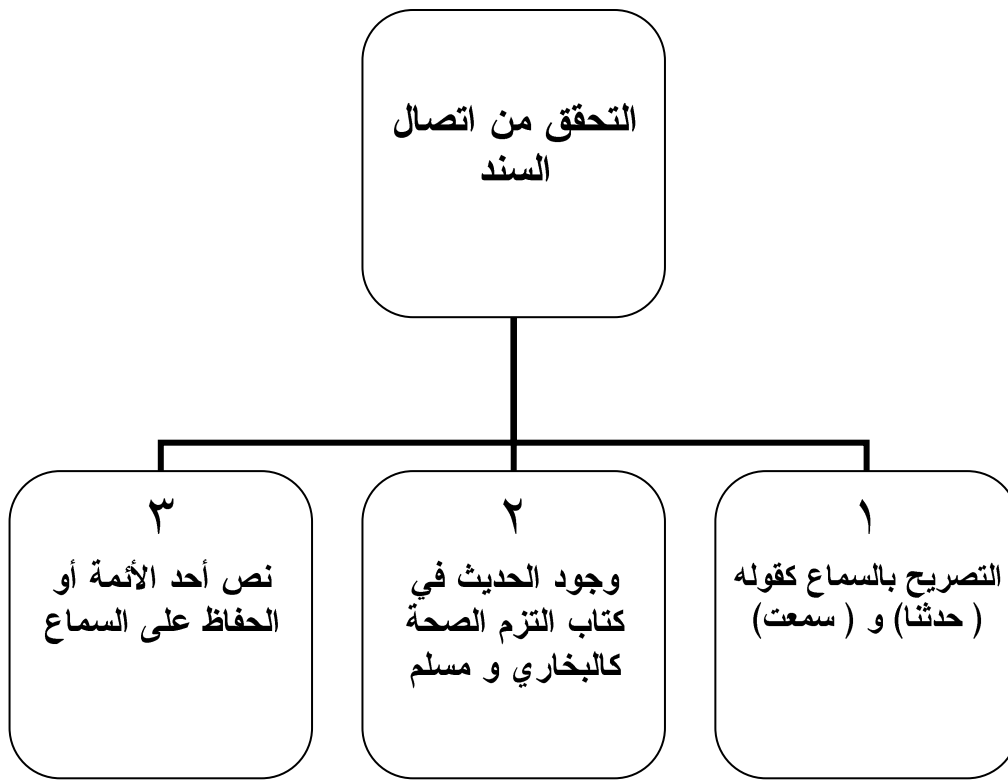 التحقق من اتصال
السند
١
التصريح بالسماع كقوله
( حدثنا) و ( سمعت)
٢
وجود الحديث في
كتاب التزم الصحة
كالبخاري و مسلم
٣
نص أحد الأئمة أو
الحفاظ على السماع